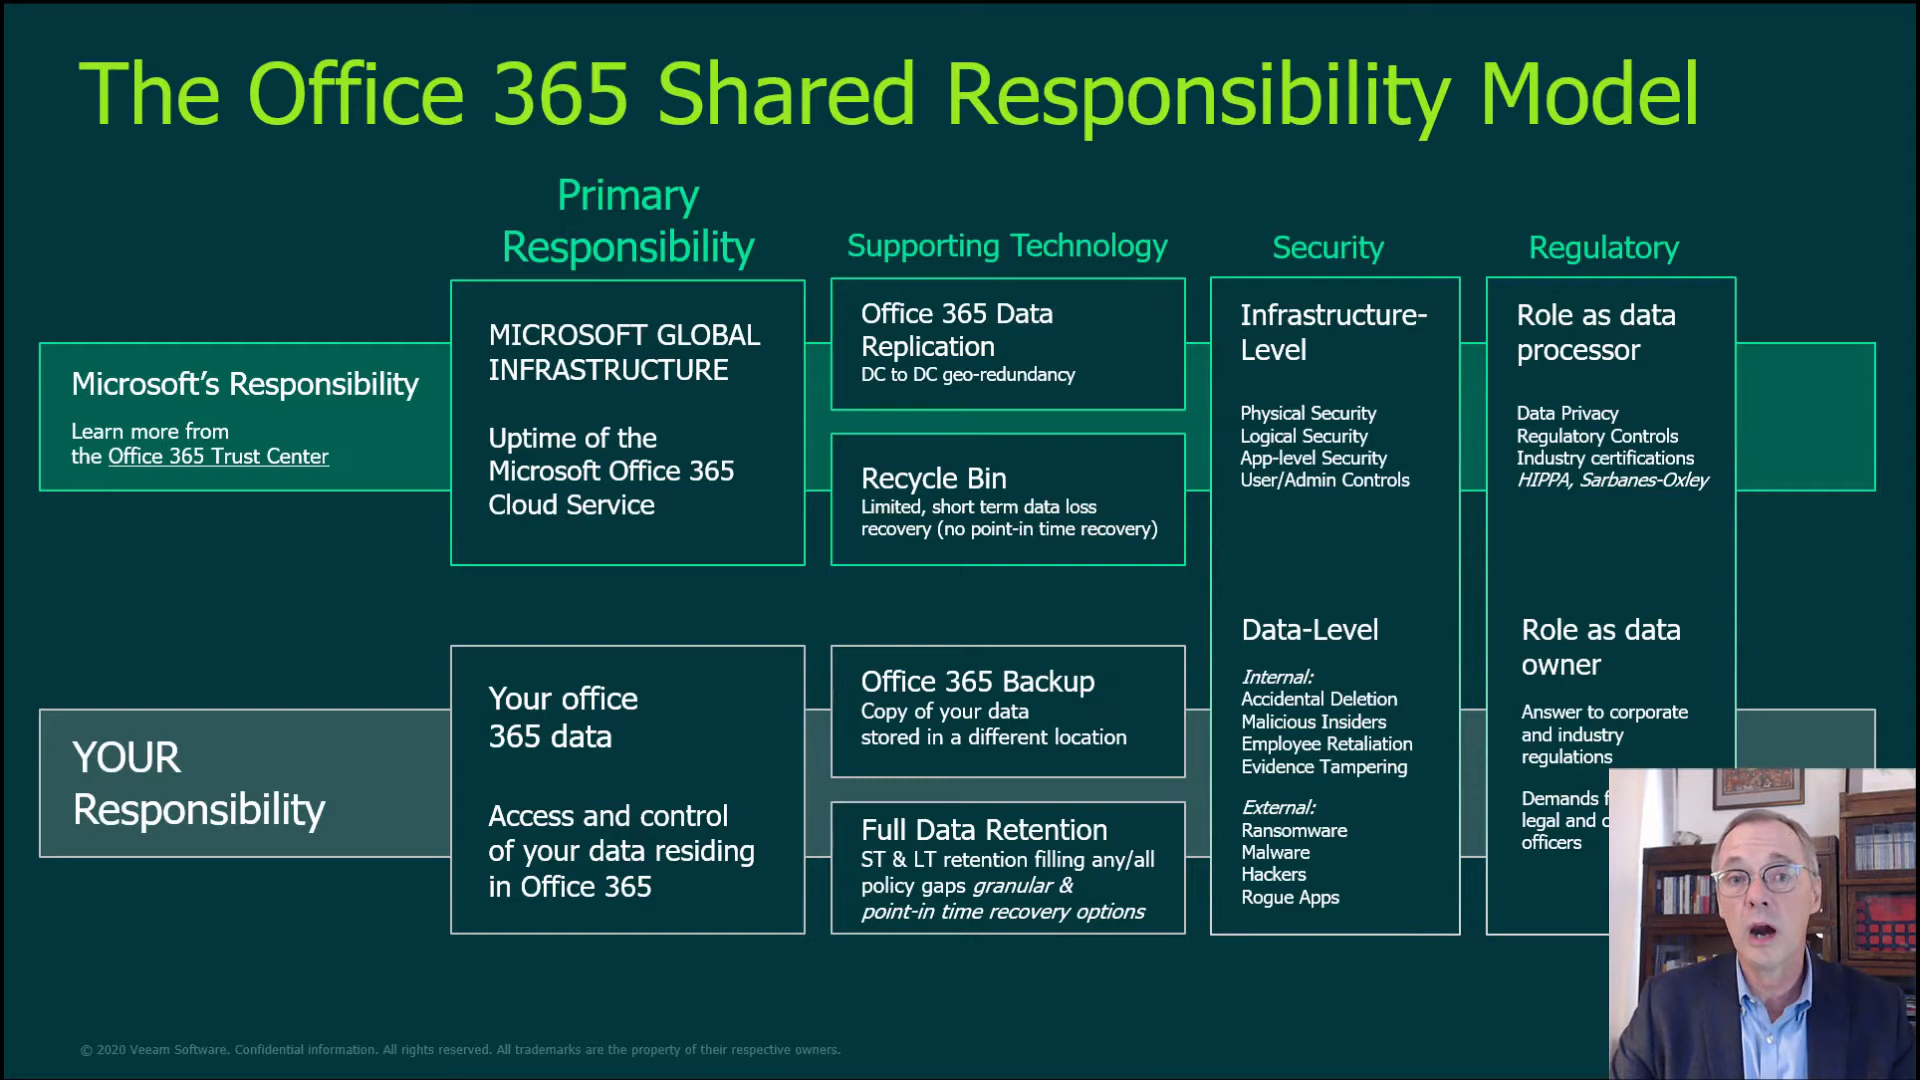 The Office 365 Shared Responsibility Model
Primary
Responsibility
Supporting Technology
Security
Regulatory
Microsoft’s Responsibility
Learn more from
the Office 365 Trust Center
MICROSOFT GLOBAL
INFRASTRUCTURE
Uptime of the
Microsoft Office 365
Cloud Service
Office 365 Data
Replication
DC to DC geo-redundancy
Recycle Bin
Limited, short term data loss
recovery (no point-in time recovery)
Infrastructure-
Level
Physical Security
Logical Security
App-level Security
User/Admin Controls
Role as data
processor
Data Privacy
Regulatory Controls
Industry certifications
HIPPA, Sarbanes-Oxley
YOUR
Responsibility
Your office
365 data
Access and control
of your data residing
in Office 365
Office 365 Backup
Copy of your data
stored in a different location
Full Data Retention
ST & LT retention filling any/all
policy gaps granular &
point-in time recovery options
Data-Level
Internal:
Accidental Deletion
Malicious Insiders
Employee Retaliation
Evidence Tampering
External:
Ransomware
Malware
Hackers
Rogue Apps
Role as data
owner
Answer to corporate
and industry
regulations
Demands
legal and
officers
© 2020 Veeam Software. Confidential information. All rights reserved. All trademarks are the property of their respective owners.